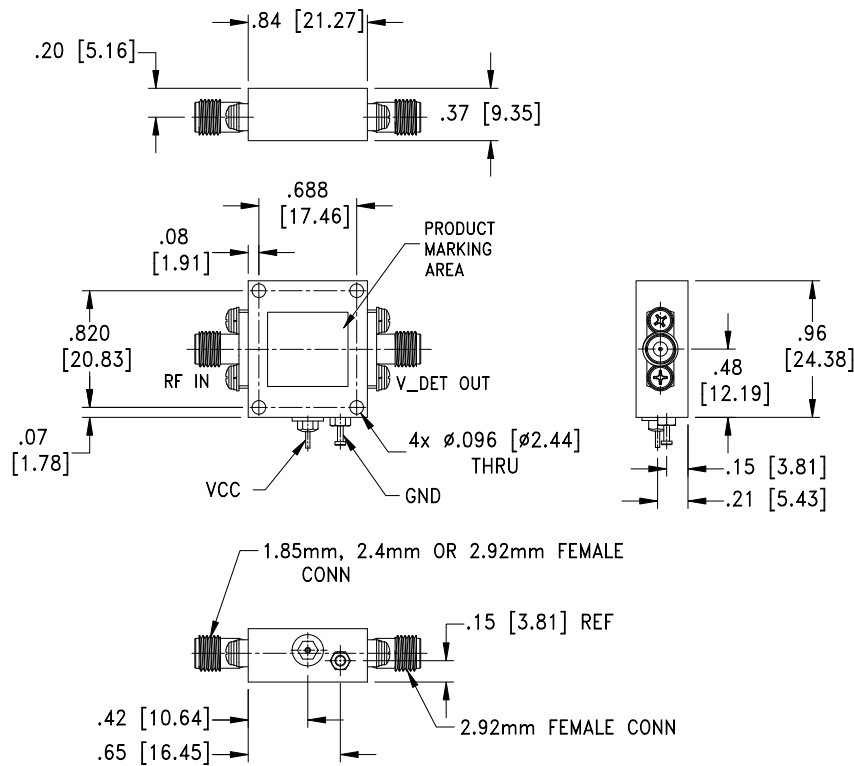 .84 [21.27]
.20 [5.16]
.37 [9.35]
.688
[17.46]
PRODUCT
MARKING
AREA
.08
[1.91]
.820
[20.83]
RF IN
V_DET OUT
.96
[24.38]
.48
[12.19]
.07
[1.78]
4x ø.096 [ø2.44]
THRU
VCC
GND
.15 [3.81]
.21 [5.43]
1.85mm, 2.4mm OR 2.92mm FEMALE
CONN
.15 [3.81] REF
.42 [10.64]
2.92mm FEMALE CONN
.65 [16.45]